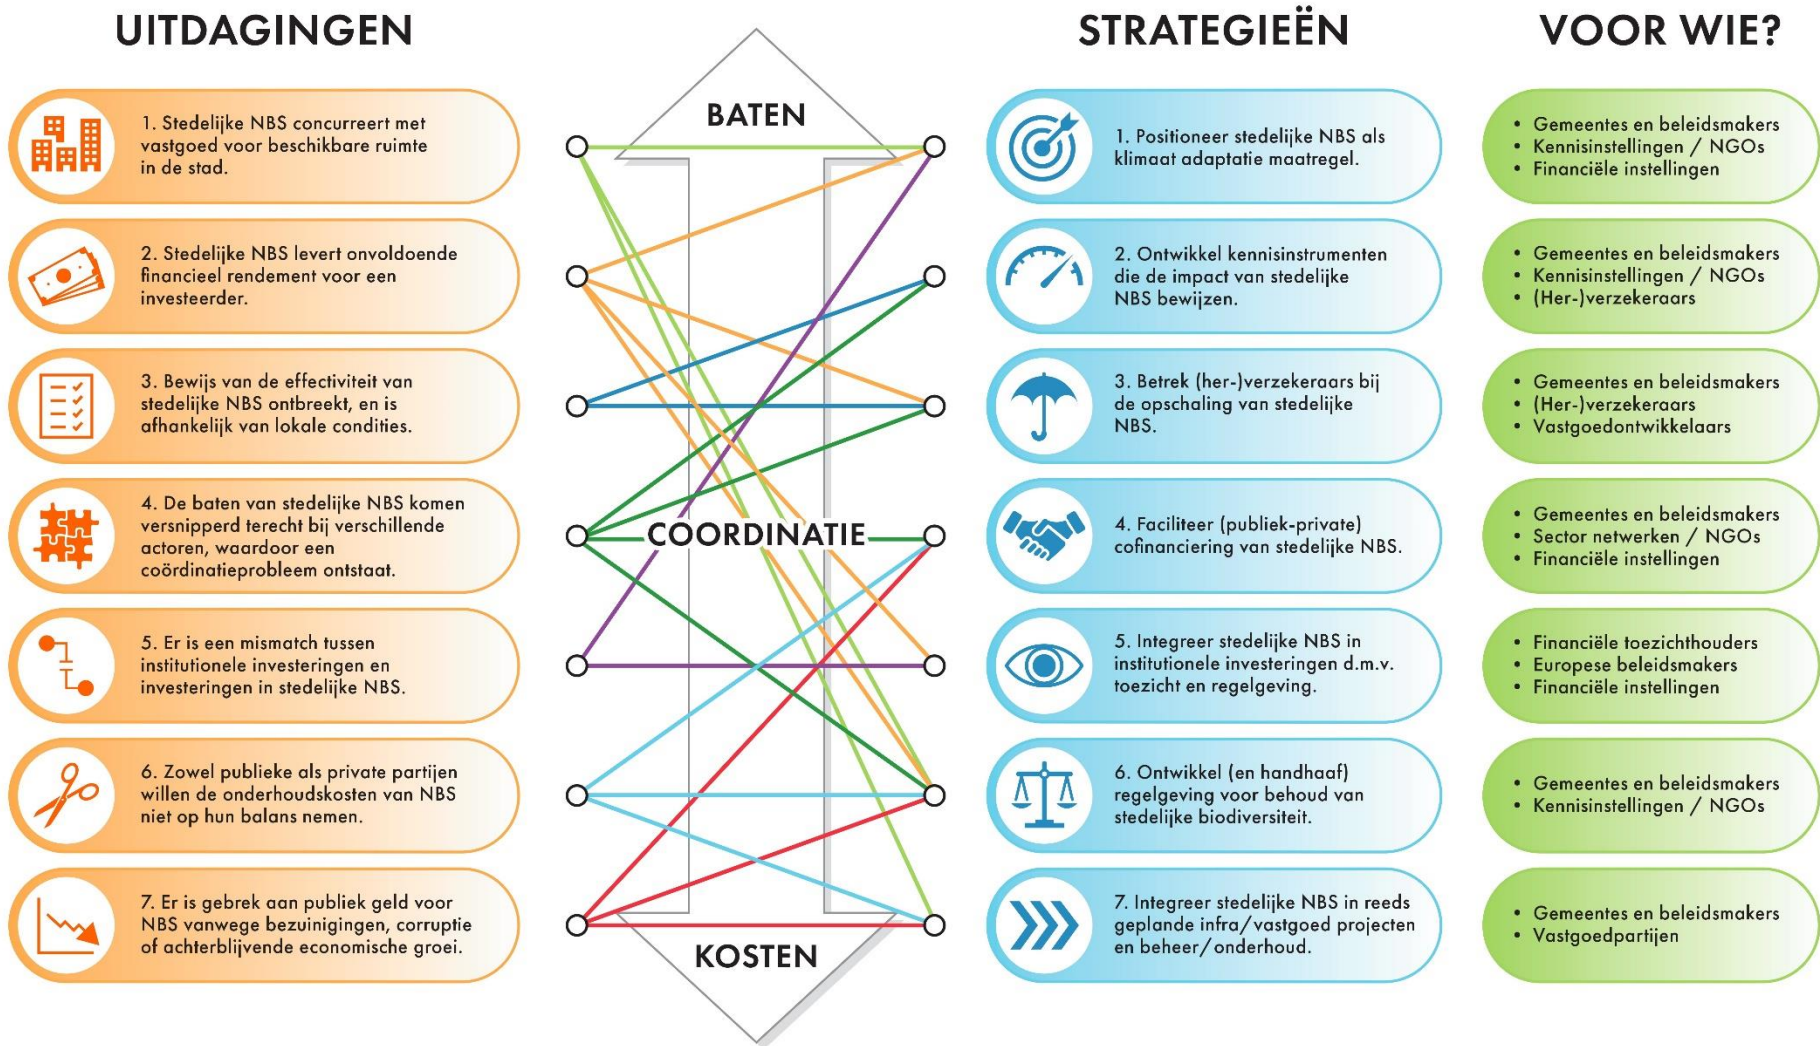 UITDAGINGEN
1. Stedelijke NBS concurreert met
vastgoed voor beschikbare ruimte
in de stad.
2. Stedelijke NBS levert onvoldoende
financieel rendement voor een
investeerder.
3. Bewijs van de effectiviteit van
stedelijke NBS ontbreekt, en is
afhankelijk van lokale condities.
4. De baten van stedelijke NBS komen
versnipperd terecht bij verschillende
actoren, waardoor een
coördinatieprobleem ontstaat.
5. Er is een mismatch tussen
institutionele investeringen en
investeringen in stedelijke NBS.
6. Zowel publieke als private partijen
willen de onderhoudskosten van NBS
niet op hun balans nemen.
7. Er is gebrek aan publiek geld voor
NBS vanwege bezuinigingen, corruptie
of achterblijvende economische groei.
BATEN
COORDINATIE
KOSTEN
STRATEGIEËN
1. Positioneer stedelijke NBS als
klimaat adaptatie maatregel.
2. Ontwikkel kennisinstrumenten
die de impact van stedelijke
NBS bewijzen.
3. Betrek (her-)verzekeraars bij
de opschaling van stedelijke
NBS.
4. Faciliteer (publiek-private)
cofinanciering van stedelijke NBS.
5. Integreer stedelijke NBS in
institutionele investeringen d.m.v.
toezicht en regelgeving.
6. Ontwikkel (en handhaaf)
regelgeving voor behoud van
stedelijke biodiversiteit.
7. Integreer stedelijke NBS in reeds
geplande infra/vastgoed projecten
en beheer/onderhoud.
VOOR WIE?
• Gemeentes en beleidsmakers
• Kennisinstellingen / NGOs
• Financiële instellingen
• Gemeentes en beleidsmakers
• Kennisinstellingen / NGOs
• (Her-)verzekeraars
• Gemeentes en beleidsmakers
• (Her-)verzekeraars
• Vastgoedontwikkelaars
• Gemeentes en beleidsmakers
• Sector netwerken / NGOs
• Financiële instellingen
• Financiële toezichthouders
• Europese beleidsmakers
• Financiële instellingen
• Gemeentes en beleidsmakers
• Kennisinstellingen / NGOs
• Gemeentes en beleidsmakers
• Vastgoedpartijen